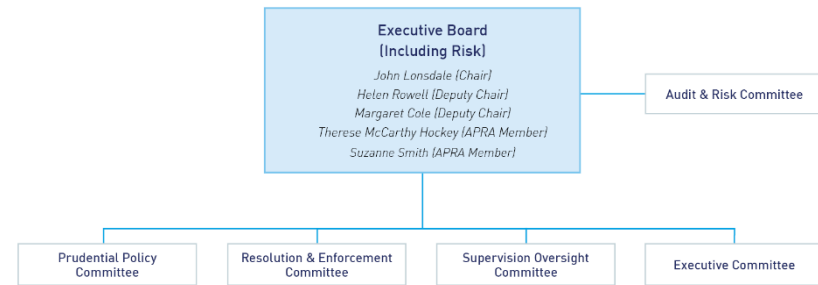 Executive Board
(Including Risk)
John Lonsdale (Chair)
Helen Rowell (Deputy Chair)
Margaret Cole (Deputy Chair)
Therese McCarthy Hockey (APRA Member)
Suzanne Smith (APRA Member)
Audit & Risk Committee
Prudential Policy
Committee
Resolution & Enforcement
Committee
Supervision Oversight
Committee
Executive Committee